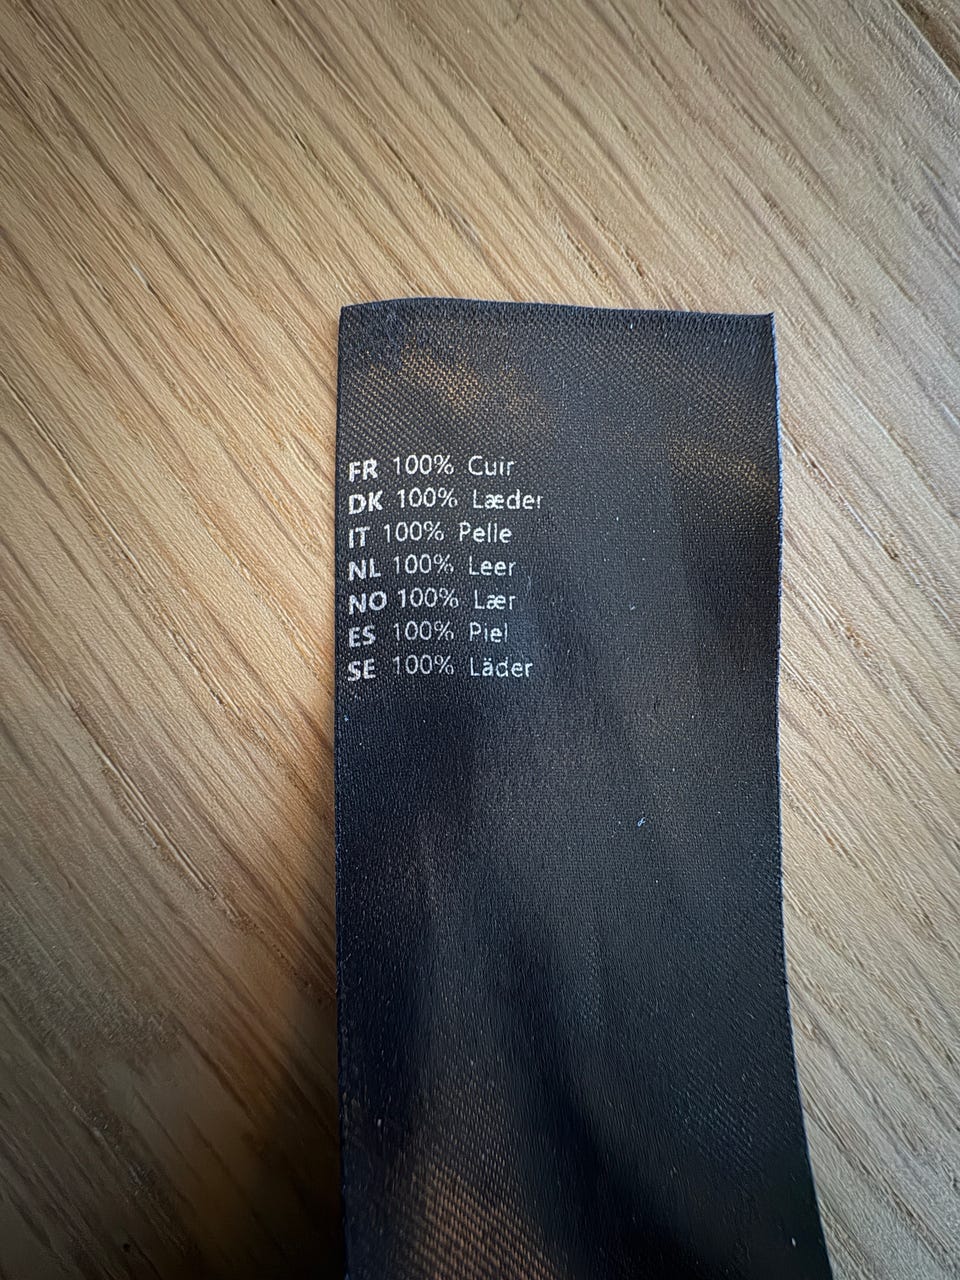 FR 100% Cuir
DK 100% Læder
IT 100% Pelle
NL 100% Leer
NO 100% Lær
ES 100% Piel
SE 100% Läder